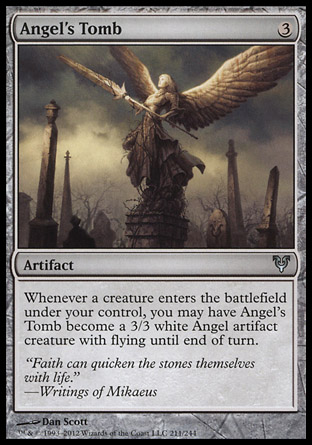 Angel's Tomb 3
Artifact
Whenever a creature enters the battlefield
under your control, you may have Angel's
Tomb become a 3/3 white Angel artifact
creature with flying until end of turn.
"Faith can quicken the stones themselves
with life."
—Writings of Mikaeus
Dan Scott
™ & © 1993–2012 Wizards of the Coast LLC 211/244